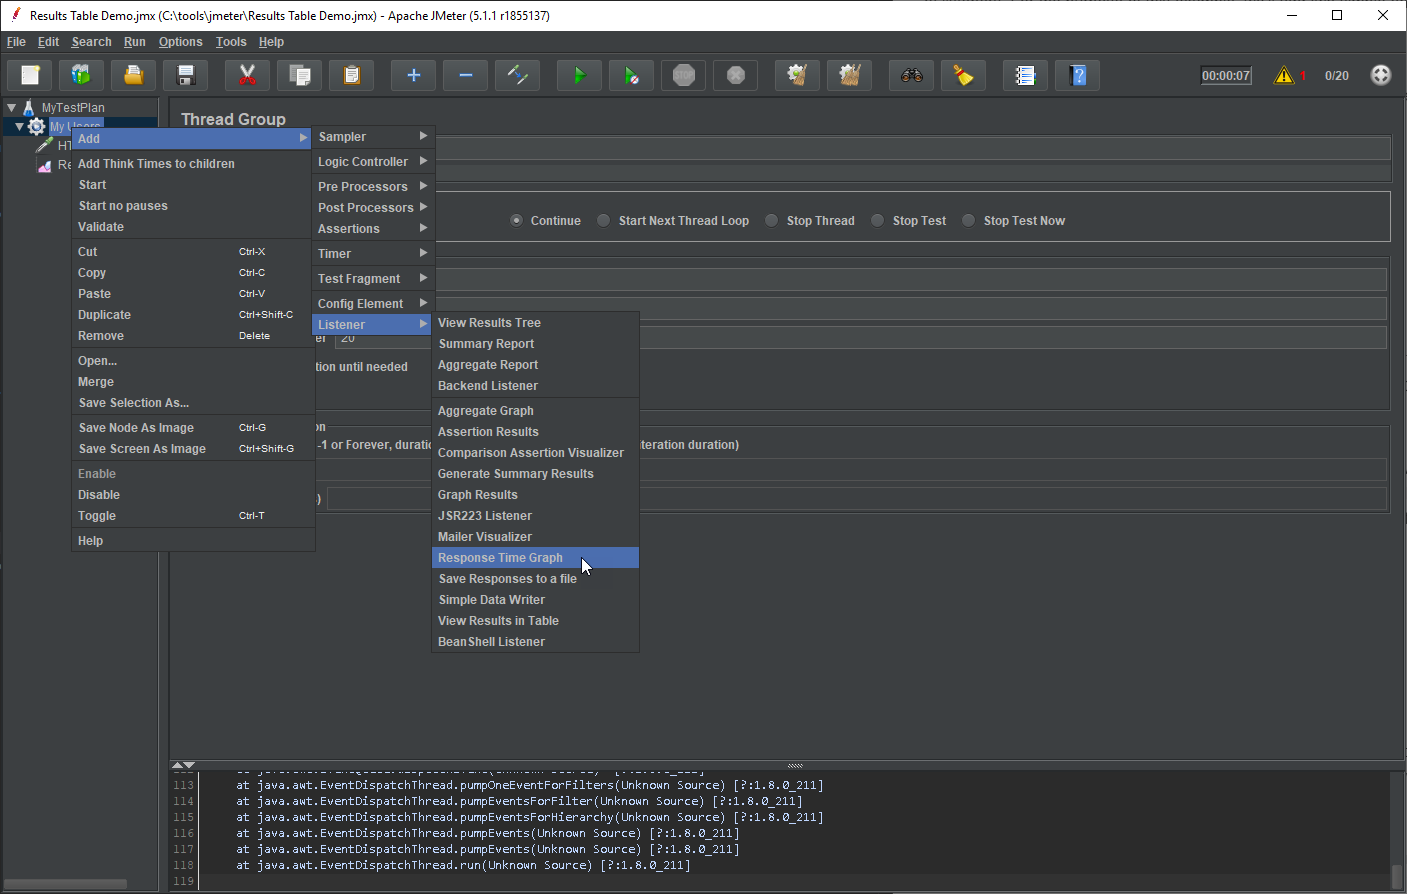 Results Table Demo.jmx (C:\tools\jmeter\Results Table Demo.jmx) - Apache JMeter (5.1.1 r1855137)
File Edit Search Run Options Tools Help
00:00:07 1 0/20
MyTestPlan
My Users
HT
Re
Thread Group
Add
Add Think Times to children
Start
Start no pauses
Validate
Cut Ctrl-X
Copy Ctrl-C
Paste Ctrl-V
Duplicate Ctrl+Shift-C
Remove Delete
Open...
Merge
Save Selection As...
Save Node As Image Ctrl-G
Save Screen As Image Ctrl+Shift-G
Enable
Disable
Toggle Ctrl-T
Help
Sampler
Logic Controller
Pre Processors
Post Processors
Assertions
Timer
Test Fragment
Config Element
Listener
View Results Tree
Summary Report
Aggregate Report
Backend Listener
Aggregate Graph
Assertion Results
Comparison Assertion Visualizer
Generate Summary Results
Graph Results
JSR223 Listener
Mailer Visualizer
Response Time Graph
Save Responses to a file
Simple Data Writer
View Results in Table
BeanShell Listener
Continue Start Next Thread Loop Stop Thread Stop Test Stop Test Now
er 20
tion until needed
on
-1 or Forever, duratio
iteration duration)
113 at java.awt.EventDispatchThread.pumpOneEventForFilters(Unknown Source) [?:1.8.0_211]
114 at java.awt.EventDispatchThread.pumpEventsForFilter(Unknown Source) [?:1.8.0_211]
115 at java.awt.EventDispatchThread.pumpEventsForHierarchy(Unknown Source) [?:1.8.0_211]
116 at java.awt.EventDispatchThread.pumpEvents(Unknown Source) [?:1.8.0_211]
117 at java.awt.EventDispatchThread.pumpEvents(Unknown Source) [?:1.8.0_211]
118 at java.awt.EventDispatchThread.run(Unknown Source) [?:1.8.0_211]
119